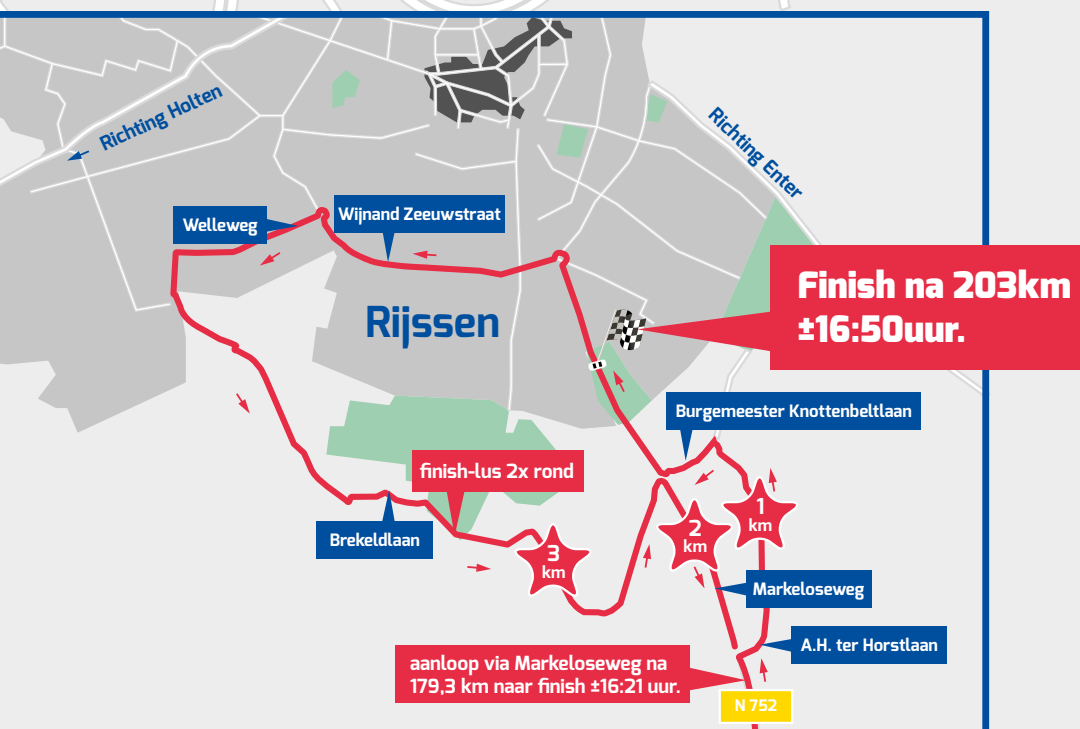 Richting Holten
Richting Enter
Wijnand Zeeuwstraat
Welleweg
Finish na 203km
±16:50uur.
Rijssen
Burgemeester Knottenbeltlaan
finish-lus 2x rond
1
km
2
km
Brekeldlaan
3
km
Markeloseweg
A.H. ter Horstlaan
aanloop via Markeloseweg na
179,3 km naar finish ±16:21 uur.
N 752